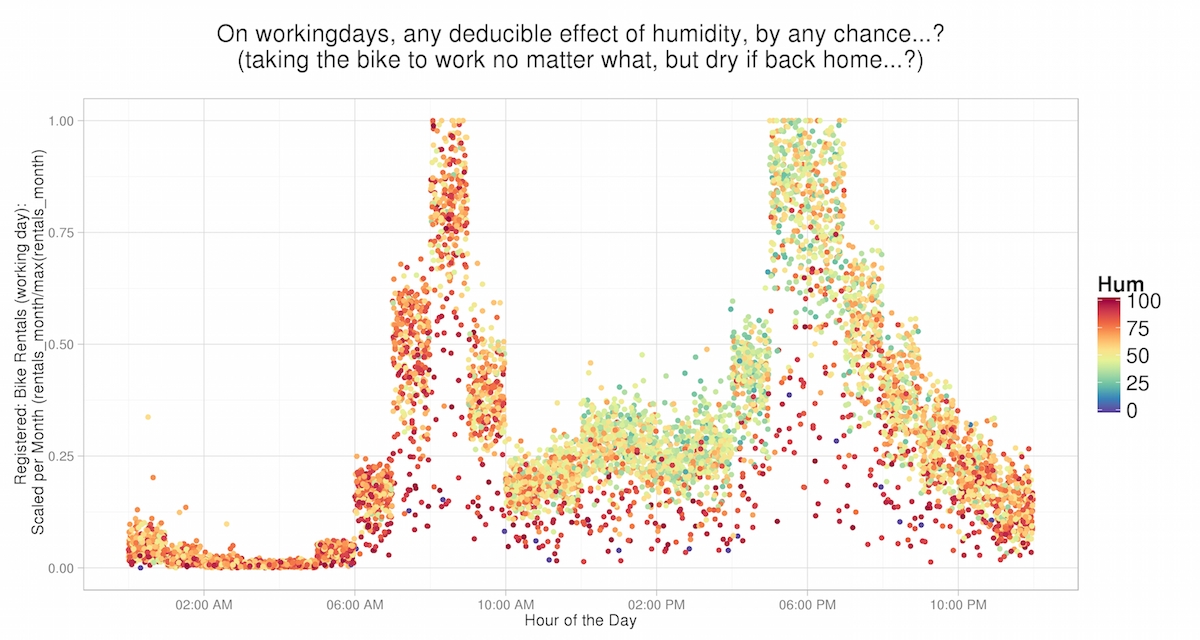 On workingdays, any deducible effect of humidity, by any chance...?
(taking the bike to work no matter what, but dry if back home...?)
Registered: Bike Rentals (working day):
Scaled per Month (rentals_month/max(rentals_month)
1.00
0.75
0.50
0.25
0.00
02:00 AM
06:00 AM
10:00 AM
02:00 PM
06:00 PM
10:00 PM
Hour of the Day
Hum
100
75
50
25
0